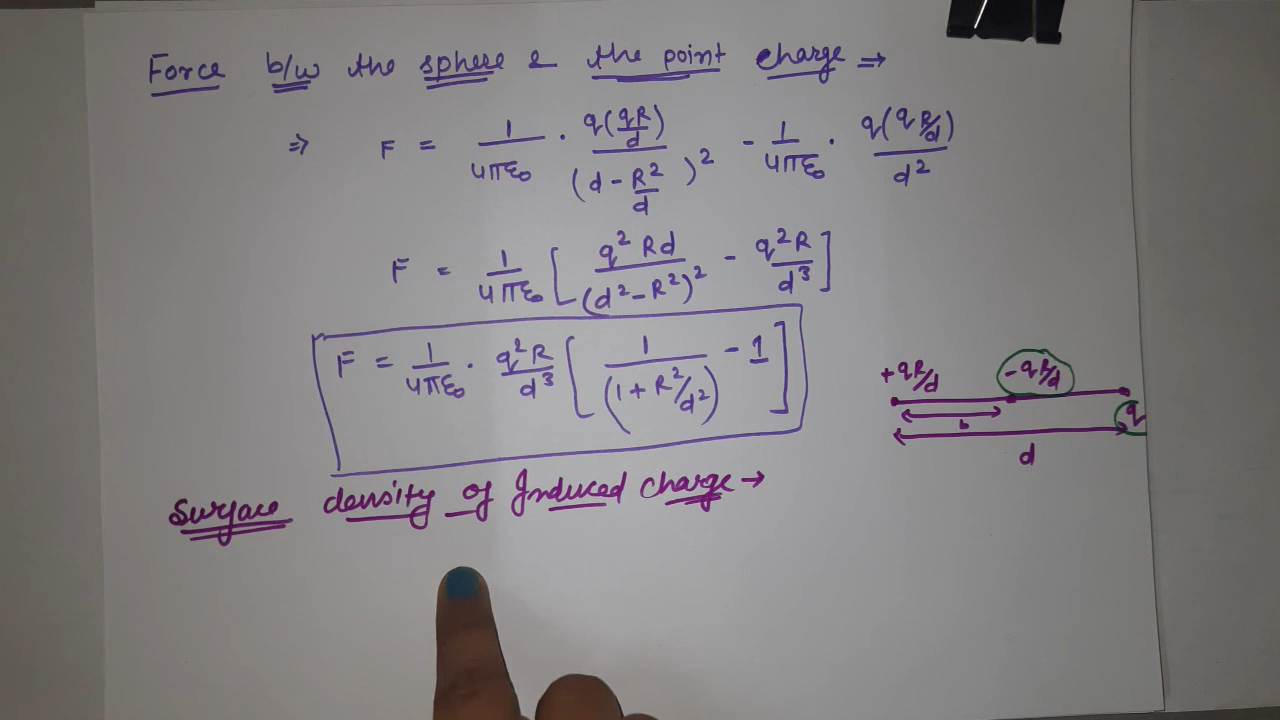 Force b/w the sphere & the point charge ⇒
⇒ F = 1/4πε₀ · q(qR/d)/(d - R²/d)² - 1/4πε₀ · q(qR/d)/d²
F = 1/4πε₀ [q²Rd/(d²-R²)² - q²R/d³]
F = 1/4πε₀ · q²R/d³ [1/(1+R²/d²) - 1]
+qR/d -qR/d
q
b
d
Surface density of Induced charge →